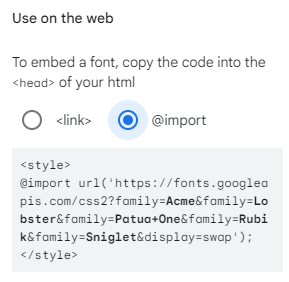 Use on the web
To embed a font, copy the code into the
<head> of your html
<link>
@import
<style>
@import url('https://fonts.googlea
pis.com/css2?family=Acme&family=Lo
bster&family=Patua+One&family=Rubi
k&family=Sniglet&display=swap');
</style>